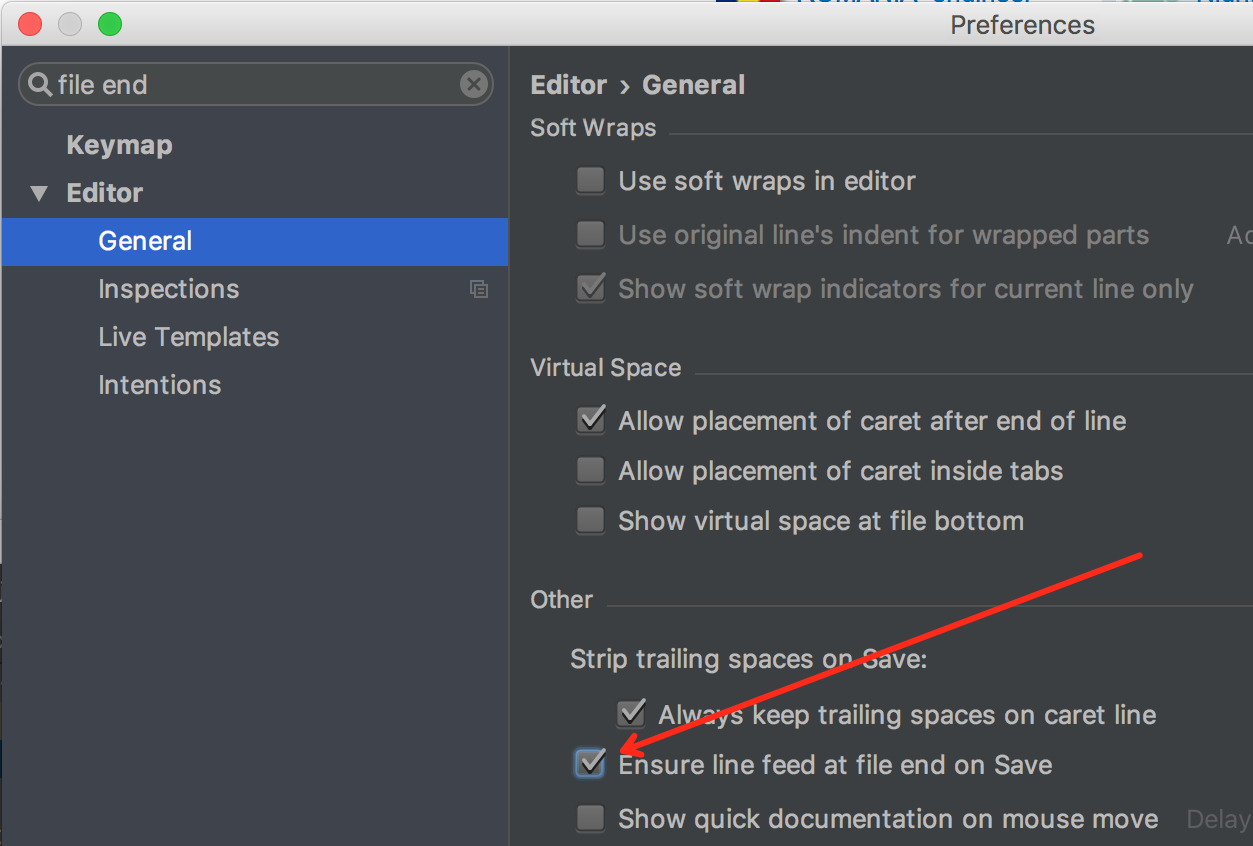 Preferences
file end
Keymap
Editor
General
Inspections
Live Templates
Intentions
Editor › General
Soft Wraps
Use soft wraps in editor
Use original line's indent for wrapped parts
Show soft wrap indicators for current line only
Virtual Space
Allow placement of caret after end of line
Allow placement of caret inside tabs
Show virtual space at file bottom
Other
Strip trailing spaces on Save:
Always keep trailing spaces on caret line
Ensure line feed at file end on Save
Show quick documentation on mouse move Delay